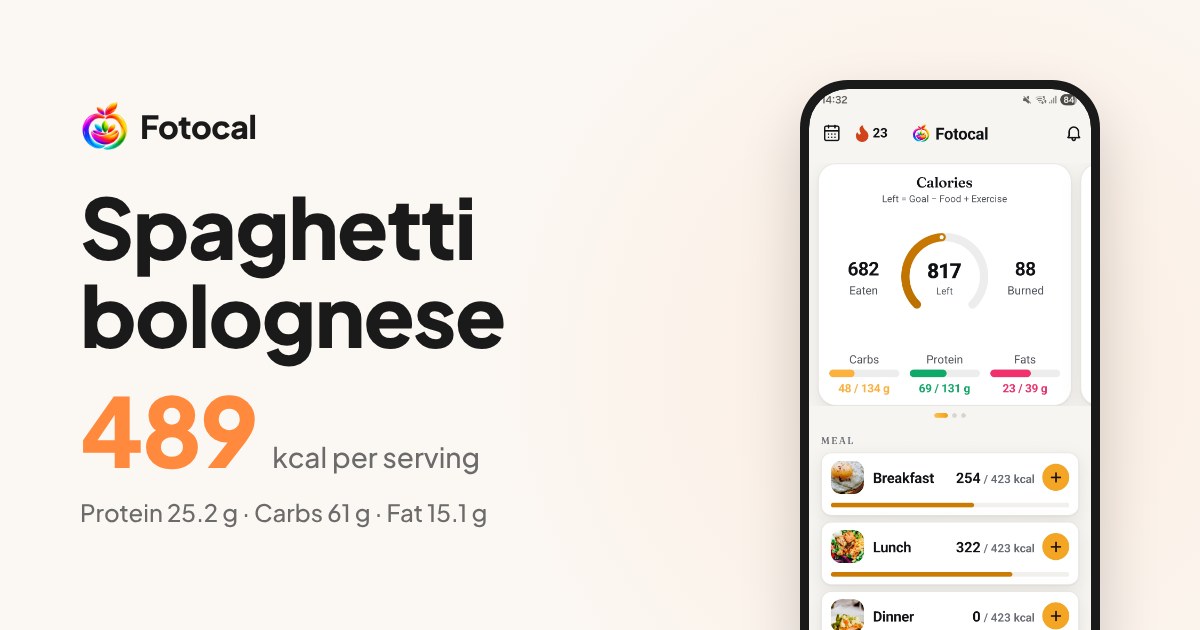 Fotocal
Spaghetti
bolognese
489 kcal per serving
Protein 25.2 g · Carbs 61 g · Fat 15.1 g
14:32 84
23 Fotocal
Calories
Left = Goal − Food + Exercise
682 817 88
Eaten Left Burned
Carbs Protein Fats
48 / 134 g 69 / 131 g 23 / 39 g
MEAL
Breakfast 254 / 423 kcal +
Lunch 322 / 423 kcal +
Dinner 0 / 423 kcal +